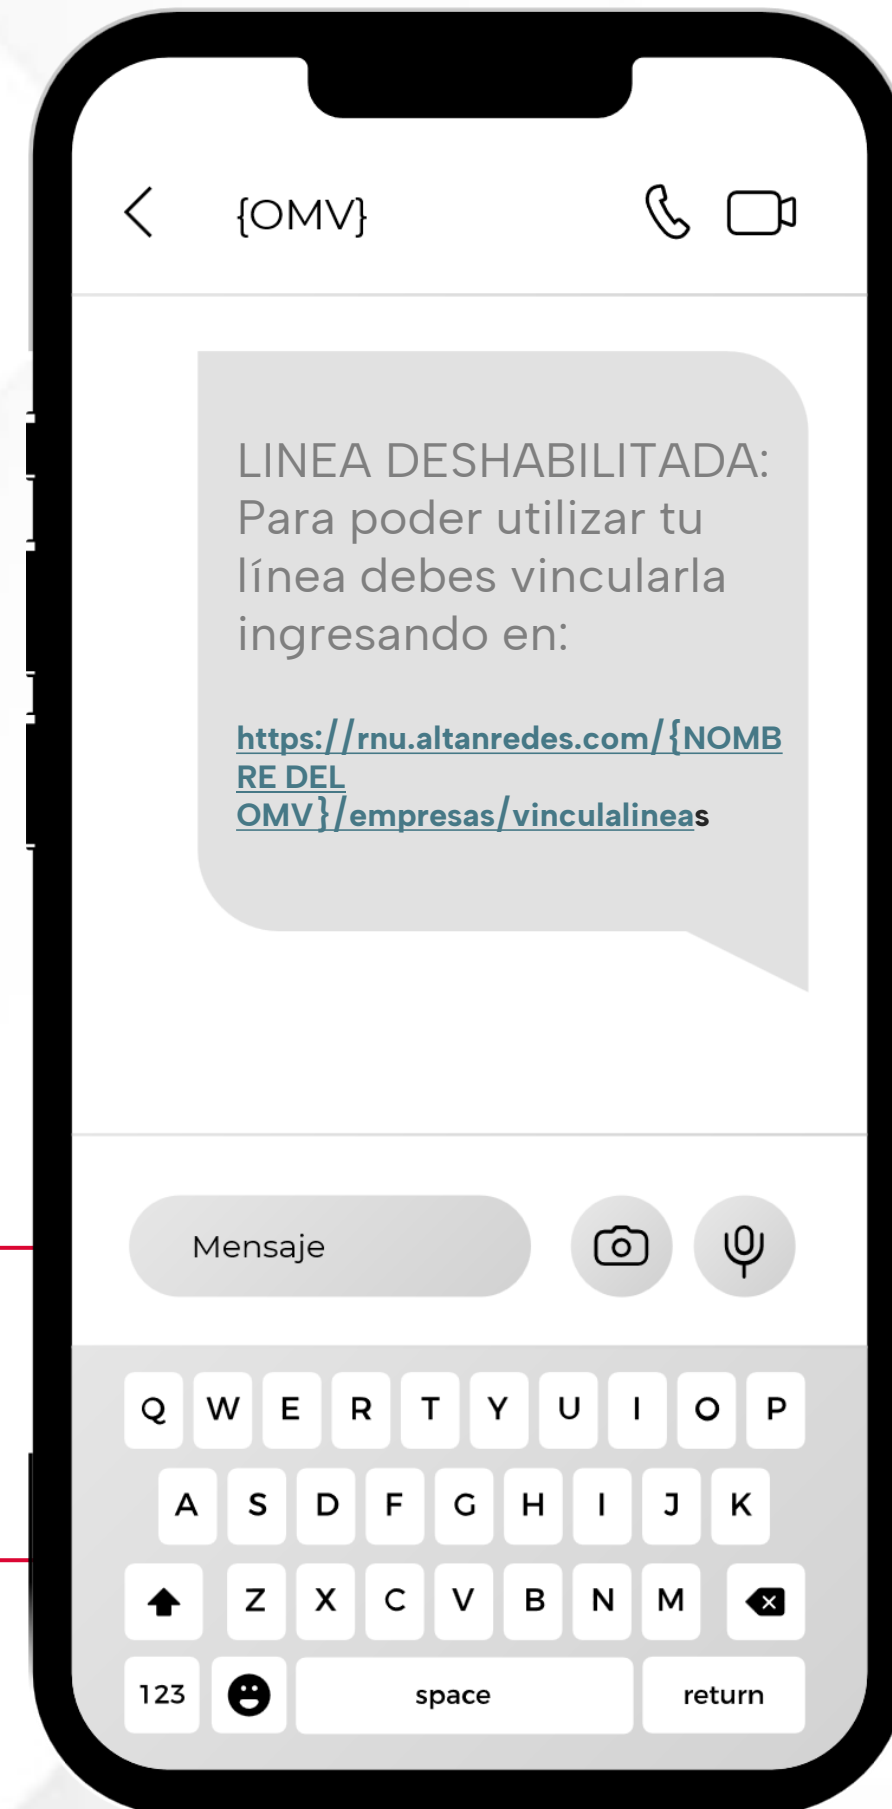 {OMV}
LINEA DESHABILITADA:
Para poder utilizar tu
línea debes vincularla
ingresando en:
https://rnu.altanredes.com/{NOMB
RE DEL
OMV}/empresas/vinculalineas
Mensaje
Q W E R T Y U I O P
A S D F G H I J K
Z X C V B N M
123 space return